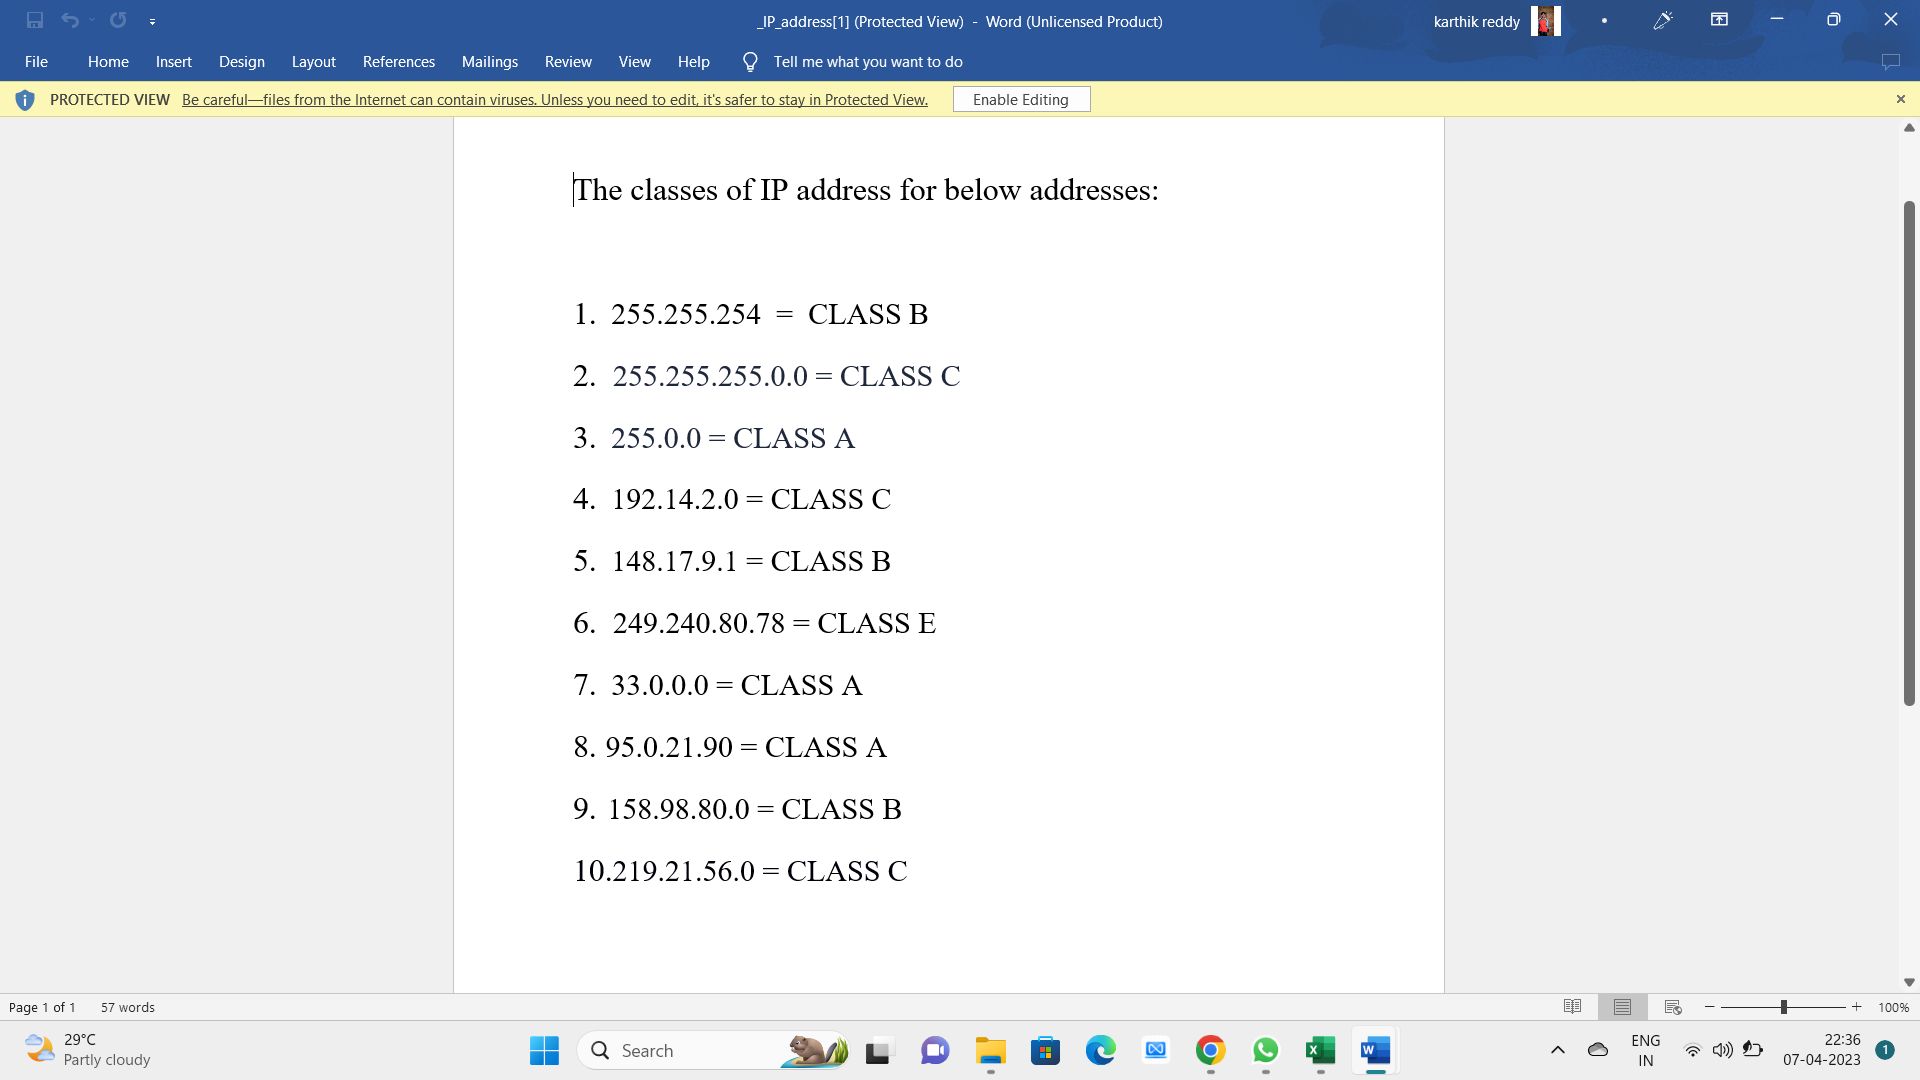 _IP_address[1] (Protected View) - Word (Unlicensed Product)
karthik reddy
File Home Insert Design Layout References Mailings Review View Help Tell me what you want to do
PROTECTED VIEW Be careful—files from the Internet can contain viruses. Unless you need to edit, it's safer to stay in Protected View. Enable Editing
The classes of IP address for below addresses:
1. 255.255.254 = CLASS B
2. 255.255.255.0.0 = CLASS C
3. 255.0.0 = CLASS A
4. 192.14.2.0 = CLASS C
5. 148.17.9.1 = CLASS B
6. 249.240.80.78 = CLASS E
7. 33.0.0.0 = CLASS A
8. 95.0.21.90 = CLASS A
9. 158.98.80.0 = CLASS B
10.219.21.56.0 = CLASS C
Page 1 of 1 57 words 100%
29°C
Partly cloudy
Search
ENG
IN
22:36
07-04-2023
1